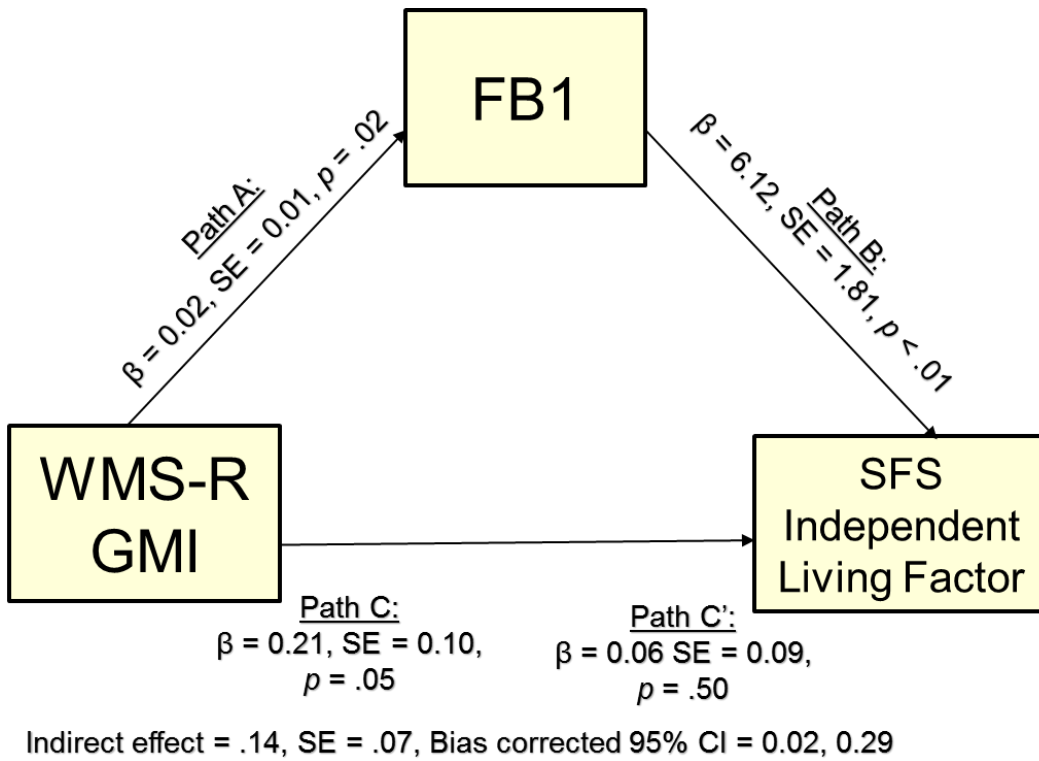 FB1
Path A:
β = 0.02, SE = 0.01, p = .02
Path B:
β = 6.12, SE = 1.81, p < .01
WMS-R
GMI
SFS
Independent
Living Factor
Path C:
β = 0.21, SE = 0.10,
p = .05
Path C’:
β = 0.06 SE = 0.09,
p = .50
Indirect effect = .14, SE = .07, Bias corrected 95% CI = 0.02, 0.29